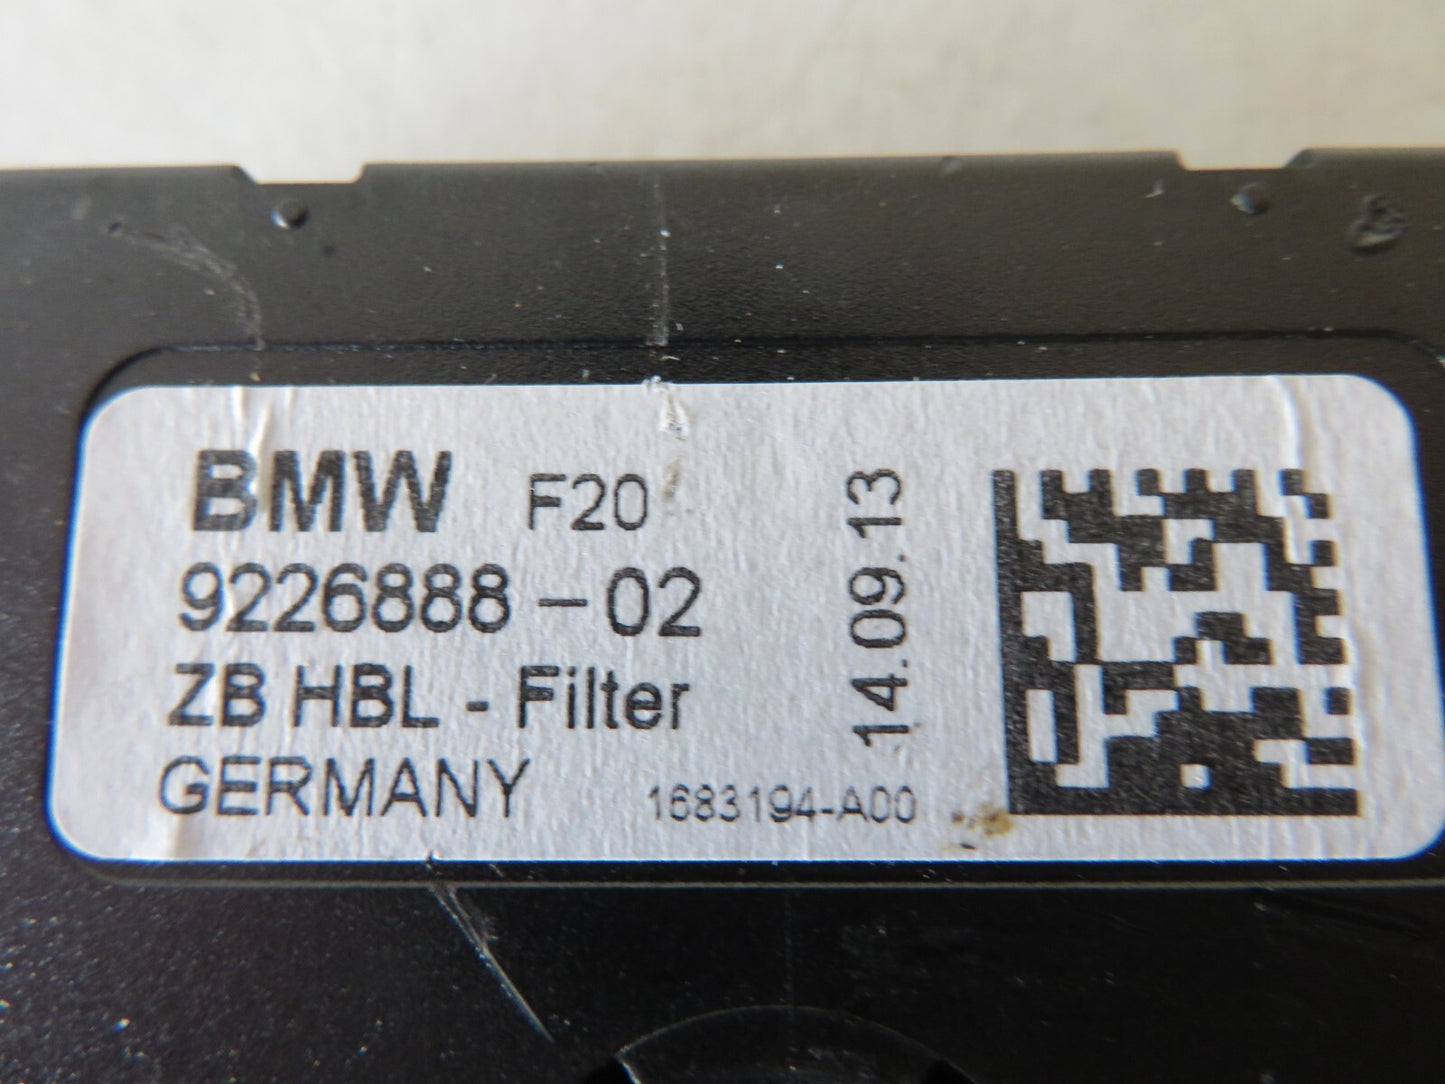 BMW F20
9226888-02
ZB HBL - Filter
GERMANY 1683194-A00
14.09.13